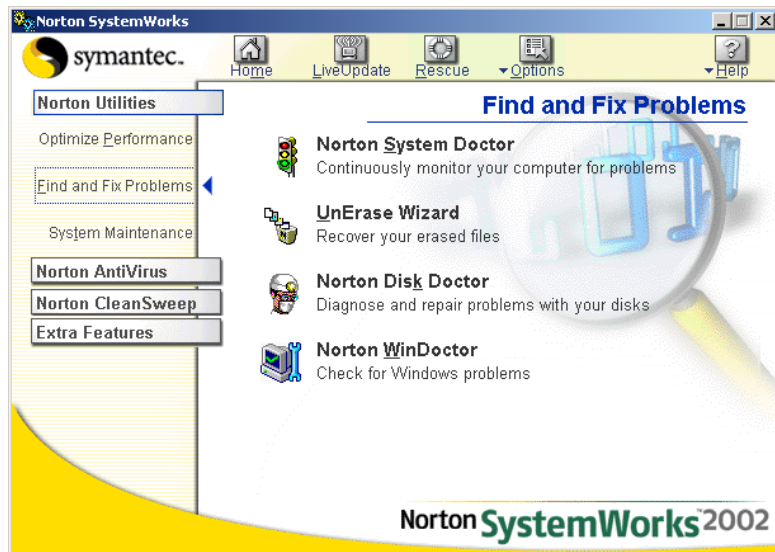 Norton SystemWorks
symantec.
Home
LiveUpdate
Rescue
Options
Help
Norton Utilities
Optimize Performance
Find and Fix Problems
System Maintenance
Norton AntiVirus
Norton CleanSweep
Extra Features
Find and Fix Problems
Norton System Doctor
Continuously monitor your computer for problems
UnErase Wizard
Recover your erased files
Norton Disk Doctor
Diagnose and repair problems with your disks
Norton WinDoctor
Check for Windows problems
Norton SystemWorks™ 2002